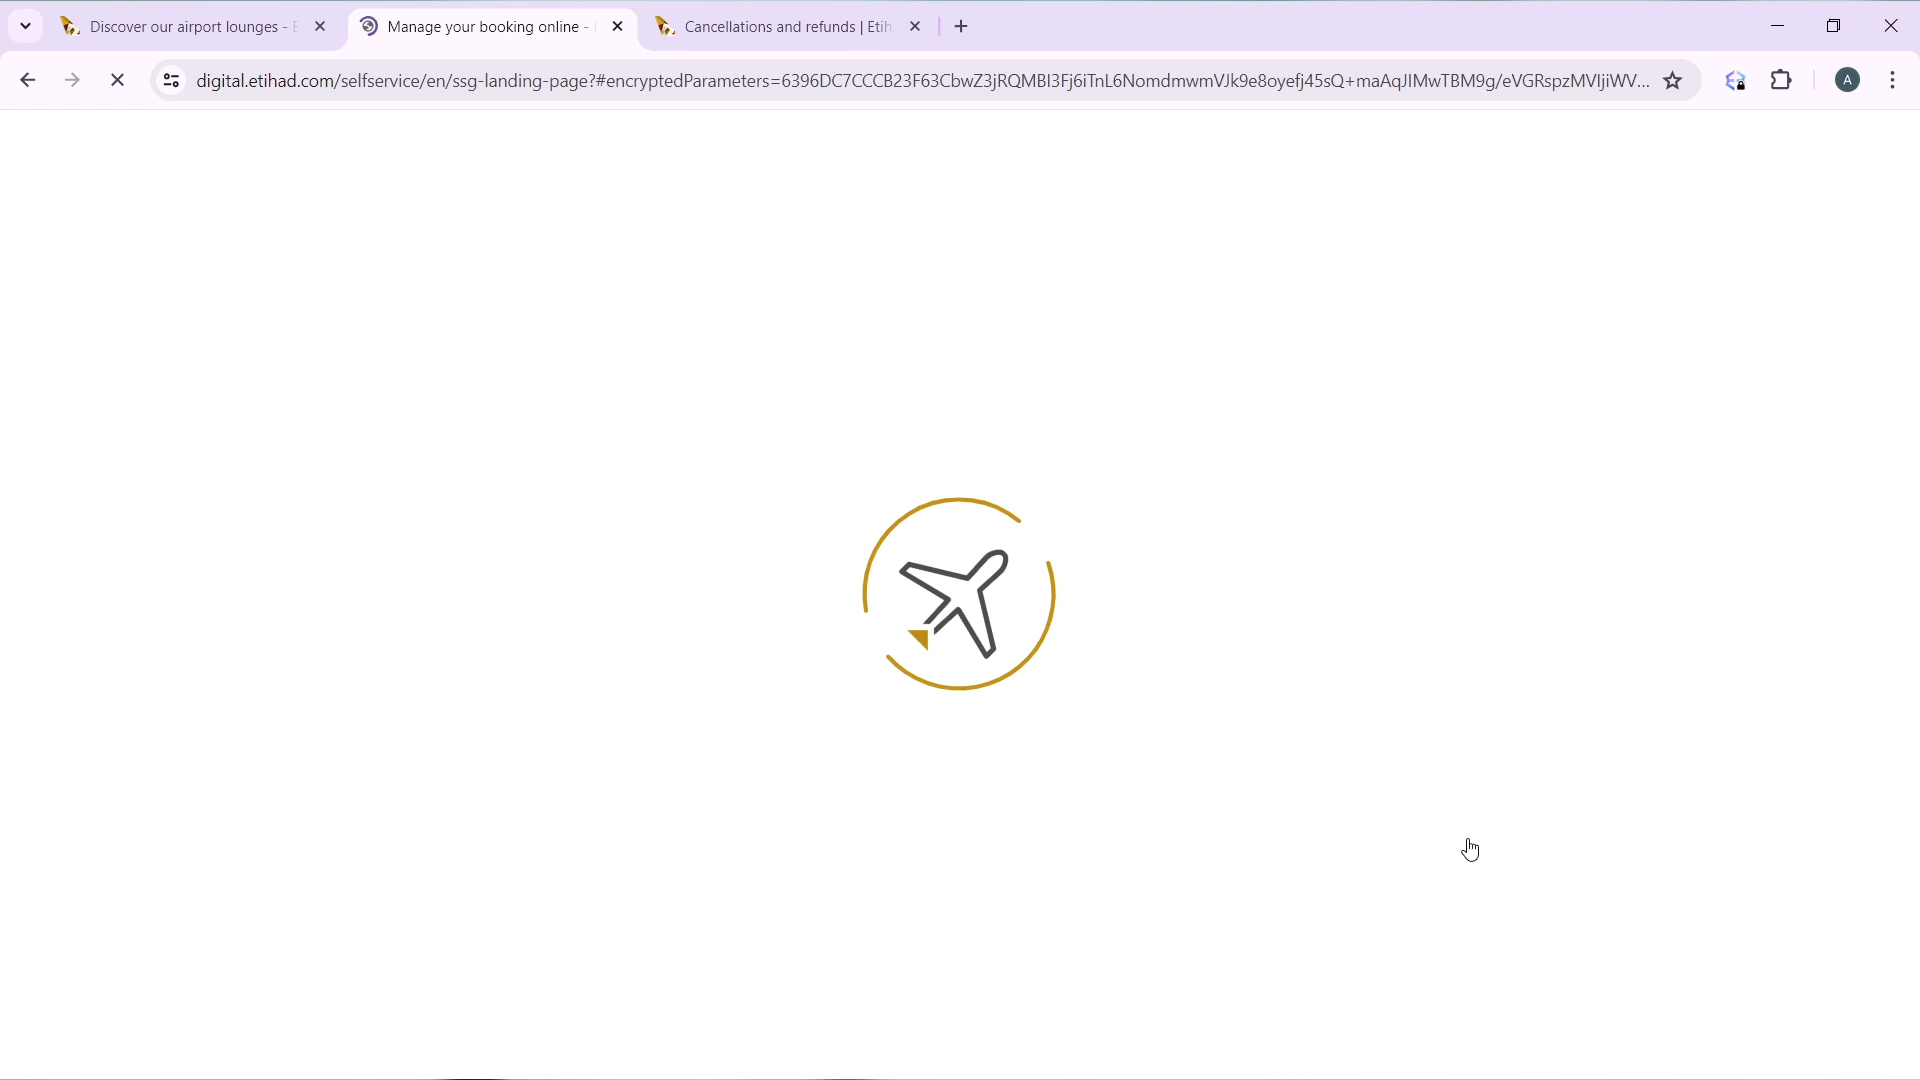 Discover our airport lounges -
Manage your booking online -
Cancellations and refunds | Etih
digital.etihad.com/selfservice/en/ssg-landing-page?#encryptedParameters=6396DC7CCCB23F63CbwZ3jRQMBI3Fj6iTnL6NomdmwmVJk9e8oyefj45sQ+maAqJIMwTBM9g/eVGRspzMVIjiWV...
A